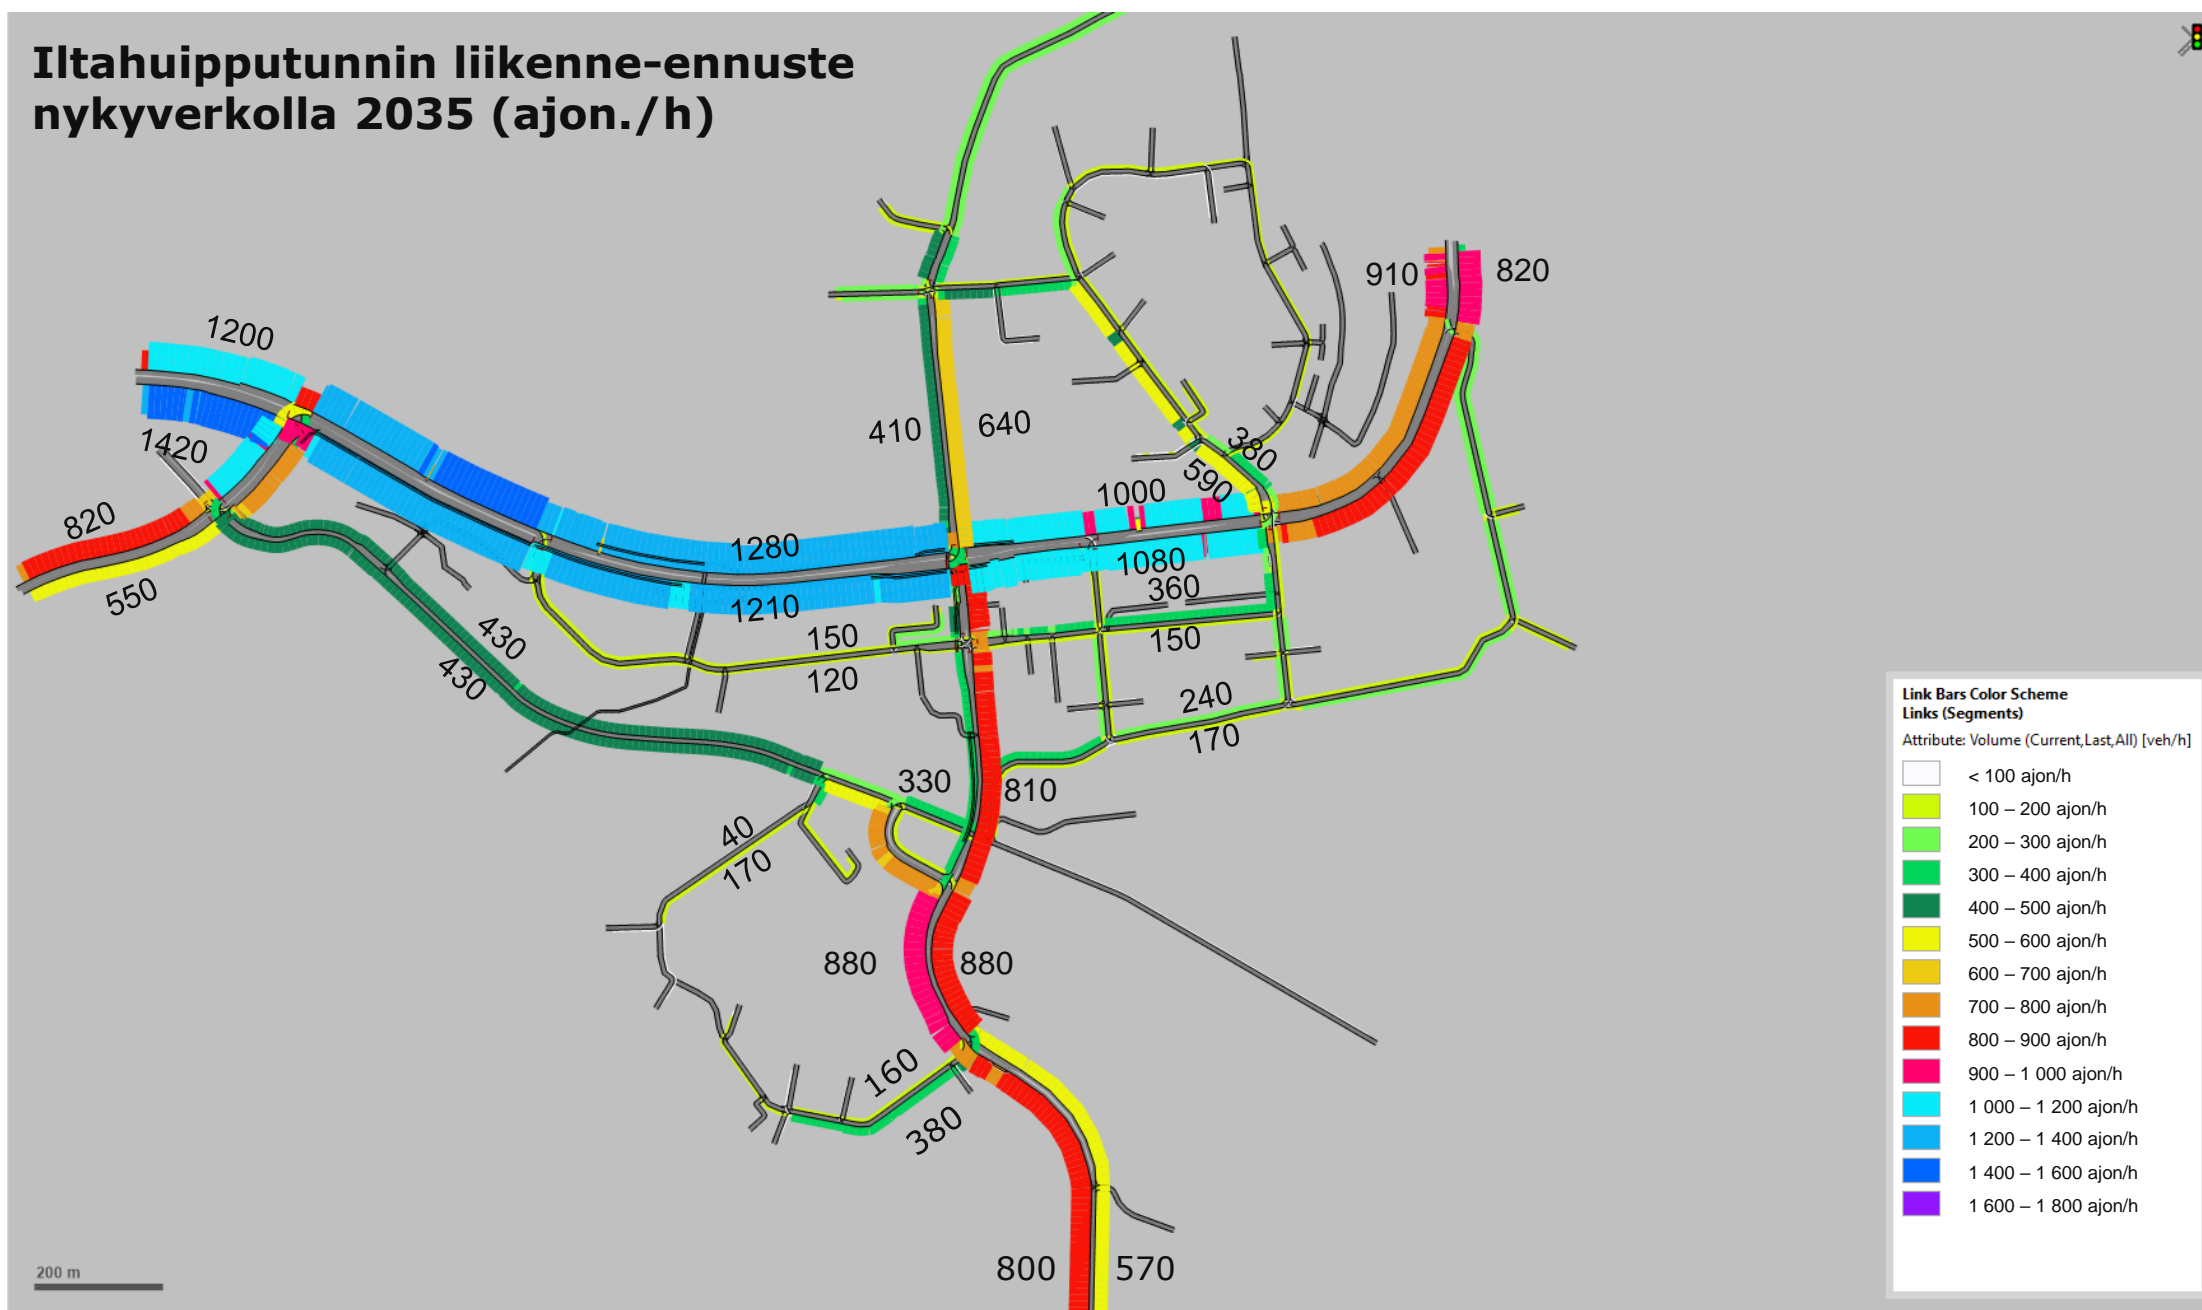 Iltahuipputunnin liikenne-ennuste
nykyverkolla 2035 (ajon./h)
910
820
1200
1420
410
640
380
590
1000
820
550
1280
1080
1210
360
150
150
120
430
430
240
170
330
810
40
170
880
880
160
380
800
570
Link Bars Color Scheme
Links (Segments)
Attribute: Volume (Current,Last,All) [veh/h]
< 100 ajon/h
100 – 200 ajon/h
200 – 300 ajon/h
300 – 400 ajon/h
400 – 500 ajon/h
500 – 600 ajon/h
600 – 700 ajon/h
700 – 800 ajon/h
800 – 900 ajon/h
900 – 1 000 ajon/h
1 000 – 1 200 ajon/h
1 200 – 1 400 ajon/h
1 400 – 1 600 ajon/h
1 600 – 1 800 ajon/h
200 m